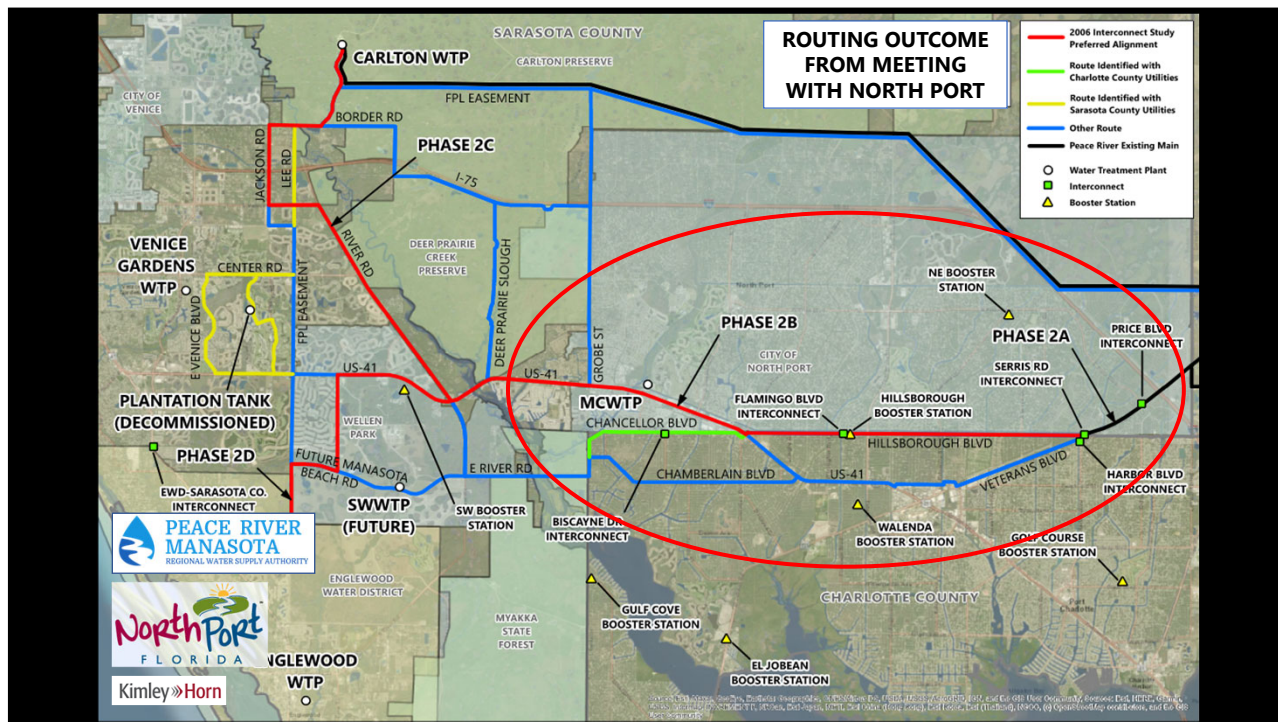 SARASOTA COUNTY
CARLTON PRESERVE
CARLTON WTP
ROUTING OUTCOME
FROM MEETING
WITH NORTH PORT
2006 Interconnect Study
Preferred Alignment
Route Identified with
Charlotte County Utilities
Route Identified with
Sarasota County Utilities
Other Route
Peace River Existing Main
Water Treatment Plant
Interconnect
Booster Station
CITY OF
VENICE
FPL EASEMENT
BORDER RD
JACKSON RD
LEE RD
PHASE 2C
I-75
RIVER RD
DEER PRAIRIE
CREEK
PRESERVE
DEER PRAIRIE SLOUGH
VENICE
GARDENS
WTP
CENTER RD
E VENICE BLVD
FPL EASEMENT
GROBE ST
North Port
NE BOOSTER
STATION
PHASE 2B
PHASE 2A
PRICE BLVD
INTERCONNECT
CITY OF
NORTH PORT
SERRIS RD
INTERCONNECT
US-41
US-41
PLANTATION TANK
(DECOMMISSIONED)
MCWTP
FLAMINGO BLVD
INTERCONNECT
HILLSBOROUGH
BOOSTER STATION
WELLEN
PARK
CHANCELLOR BLVD
HILLSBOROUGH BLVD
PHASE 2D
FUTURE MANASOTA
BEACH RD
E RIVER RD
CHAMBERLAIN BLVD
US-41
VETERANS BLVD
HARBOR BLVD
INTERCONNECT
EWD-SARASOTA CO.
INTERCONNECT
SWWTP
(FUTURE)
SW BOOSTER
STATION
BISCAYNE DR
INTERCONNECT
WALENDA
BOOSTER STATION
GOLF COURSE
BOOSTER STATION
PEACE RIVER
MANASOTA
REGIONAL WATER SUPPLY AUTHORITY
ENGLEWOOD
WATER DISTRICT
MYAKKA
STATE
FOREST
GULF COVE
BOOSTER STATION
CHARLOTTE COUNTY
Port
Charlotte
North Port
FLORIDA
ENGLEWOOD
WTP
EL JOBEAN
BOOSTER STATION
Kimley»Horn